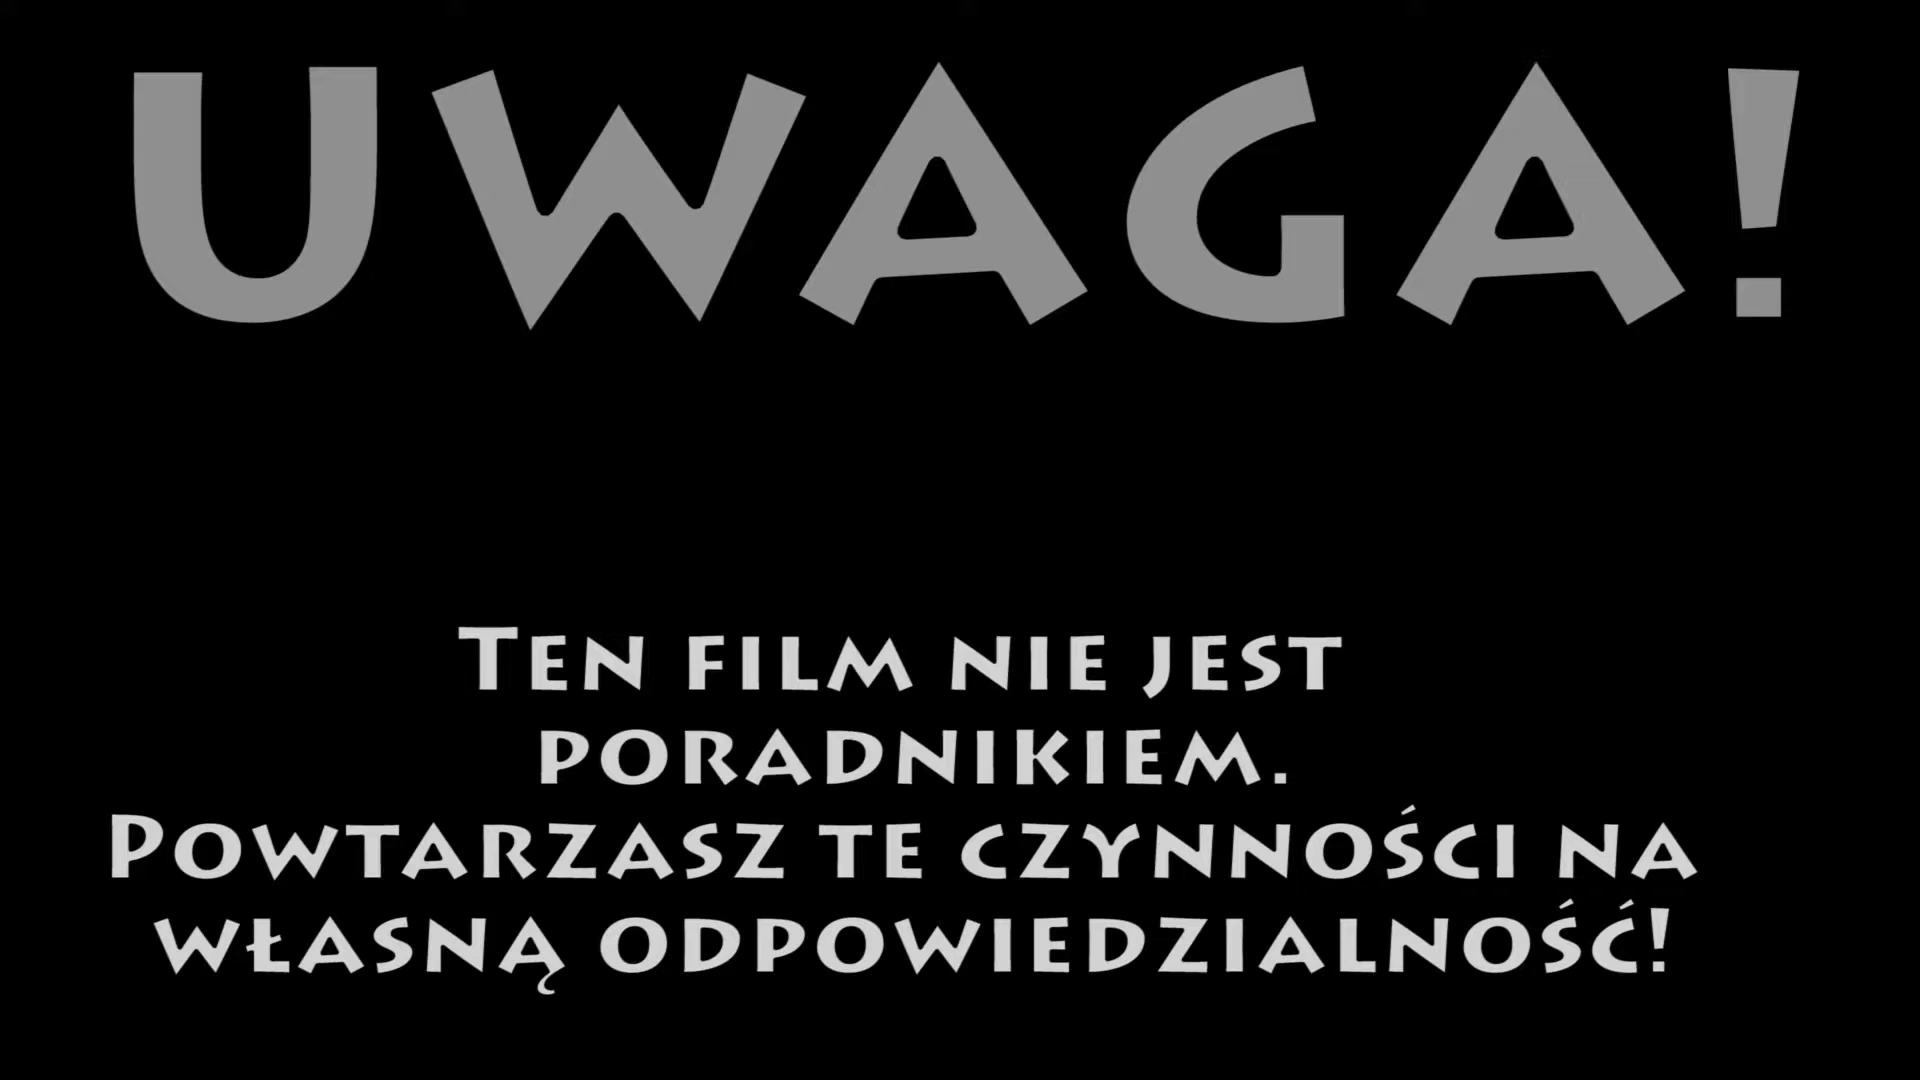 UWAGA!
Ten film nie jest
poradnikiem.
Powtarzasz te czynności na
własną odpowiedzialność!